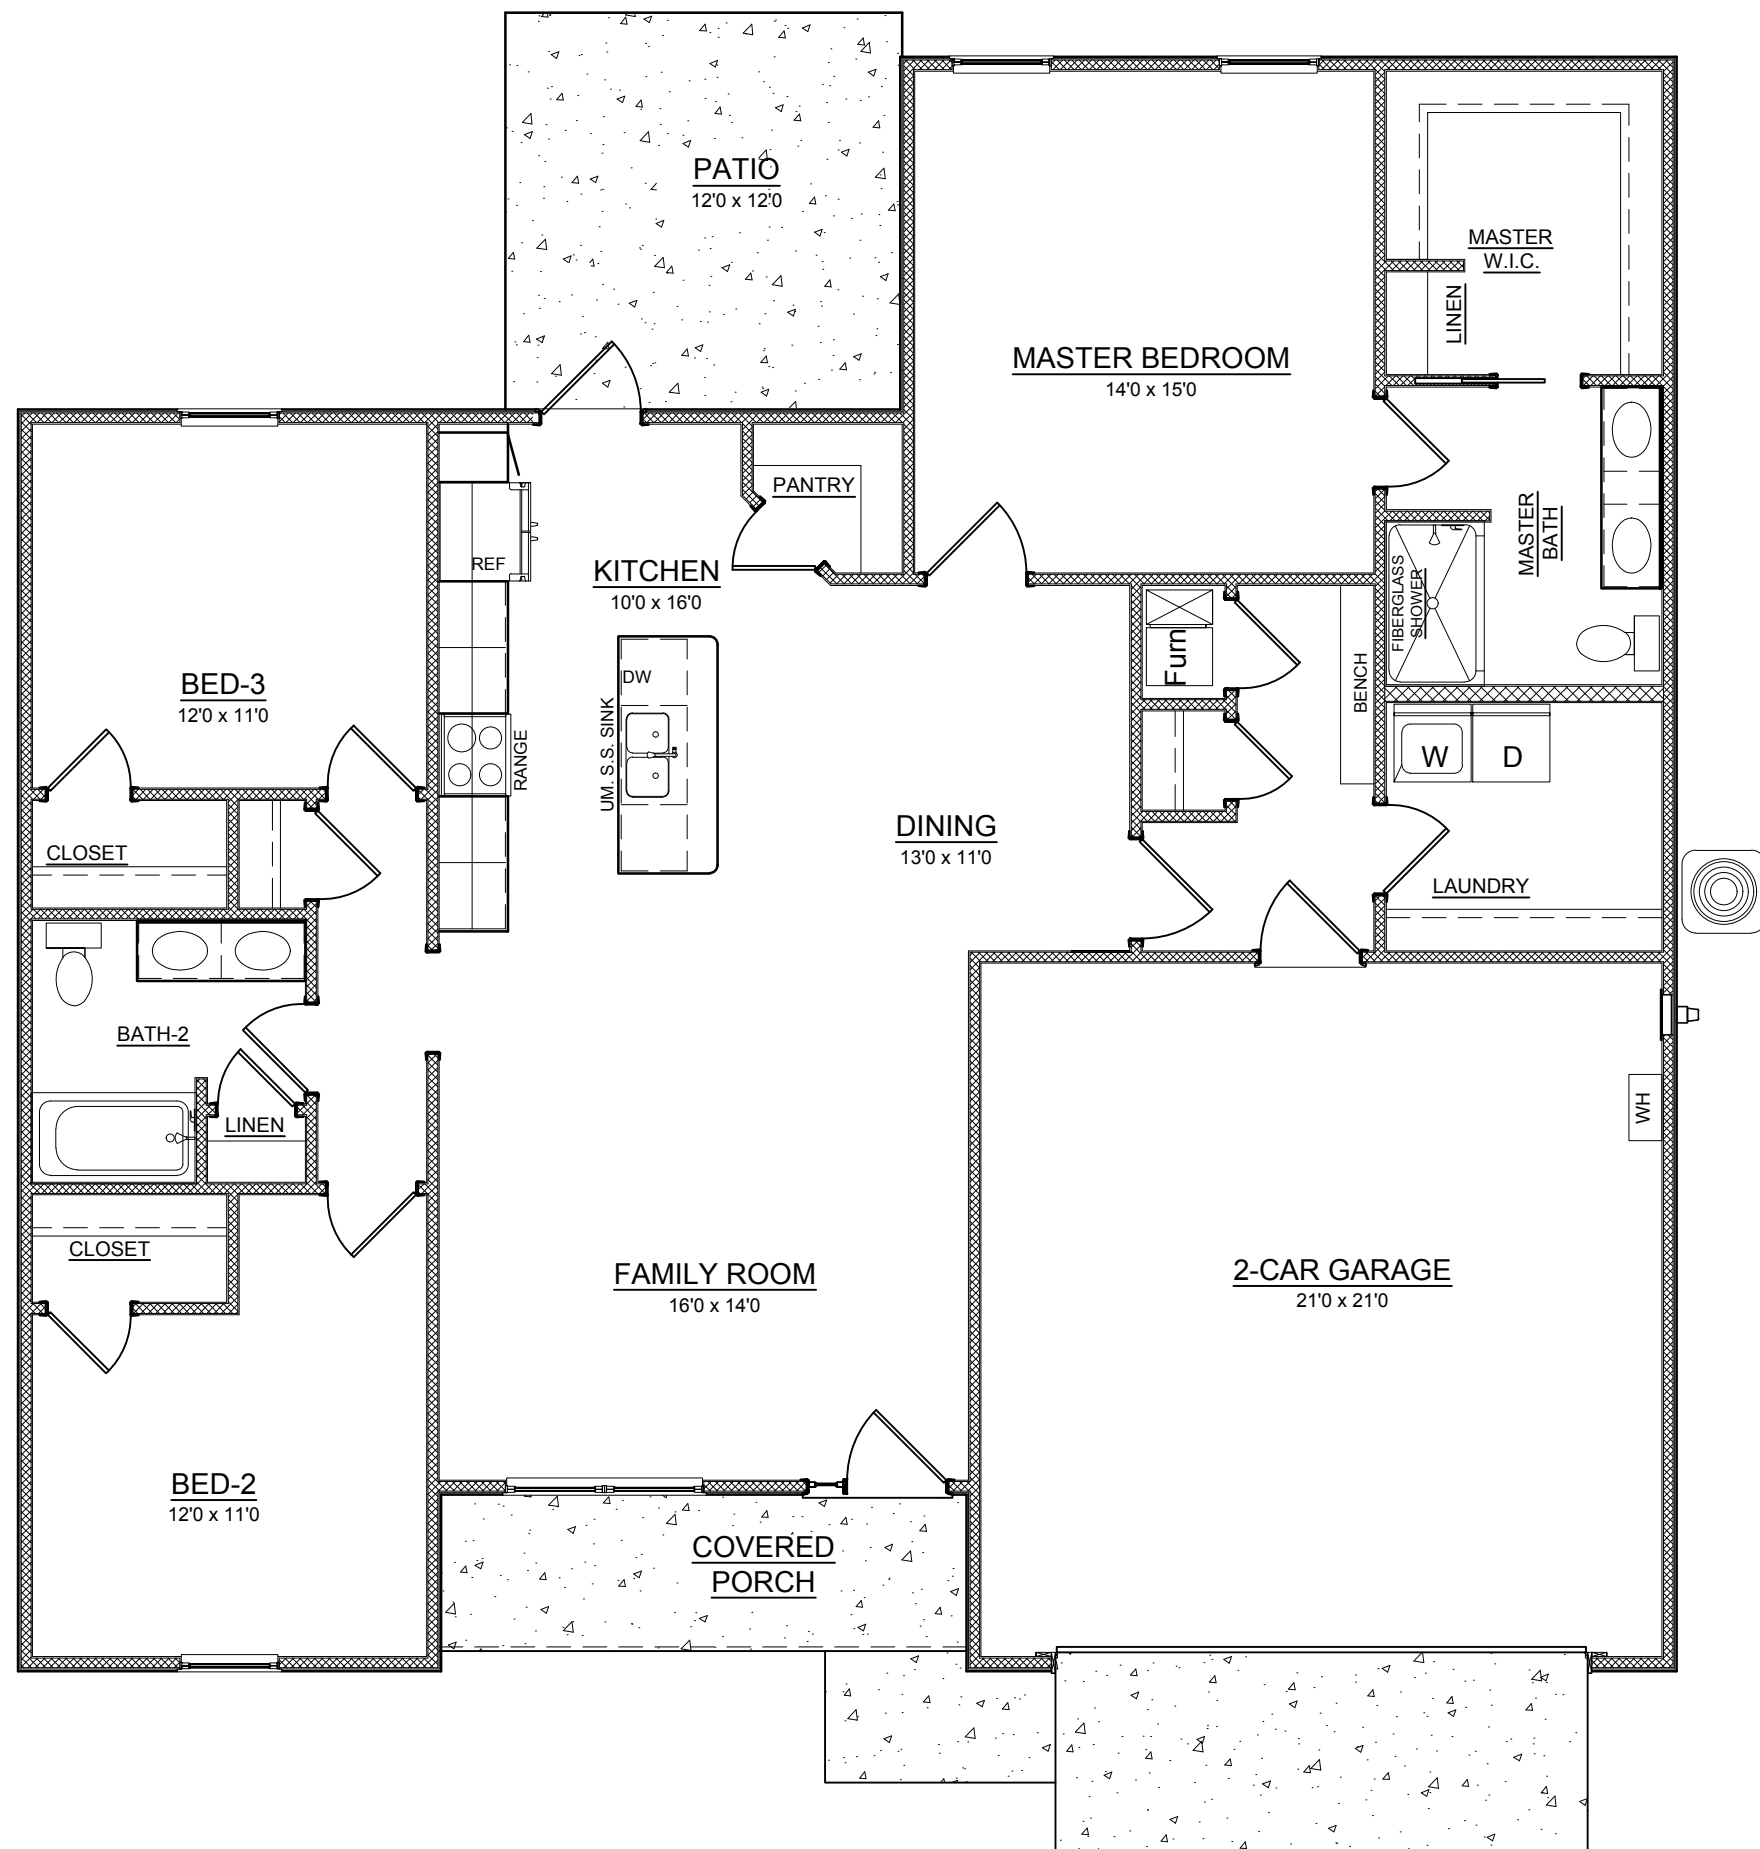 PATIO
12'0 x 12'0
MASTER
W.I.C.
LINEN
MASTER BEDROOM
14'0 x 15'0
PANTRY
MASTER
BATH
REF
KITCHEN
10'0 x 16'0
FIBERGLASS
SHOWER
Furn
BENCH
BED-3
12'0 x 11'0
DW
UM. S.S. SINK
RANGE
W
D
DINING
13'0 x 11'0
CLOSET
LAUNDRY
BATH-2
LINEN
WH
CLOSET
FAMILY ROOM
16'0 x 14'0
2-CAR GARAGE
21'0 x 21'0
BED-2
12'0 x 11'0
COVERED
PORCH